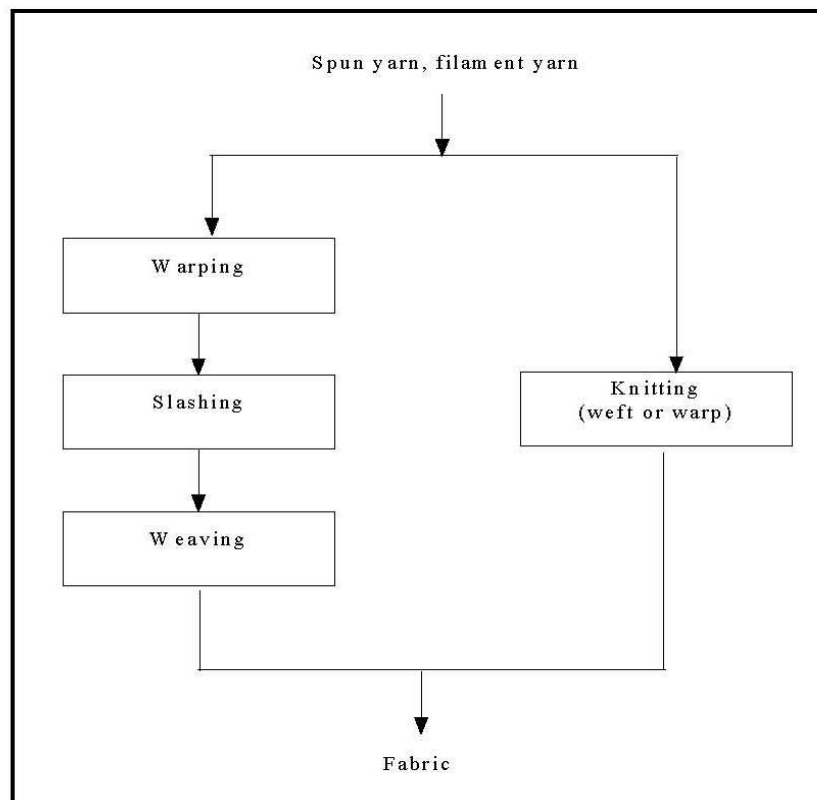 Spun yarn, filament yarn
Warping
Slashing
Knitting
(weft or warp)
Weaving
Fabric